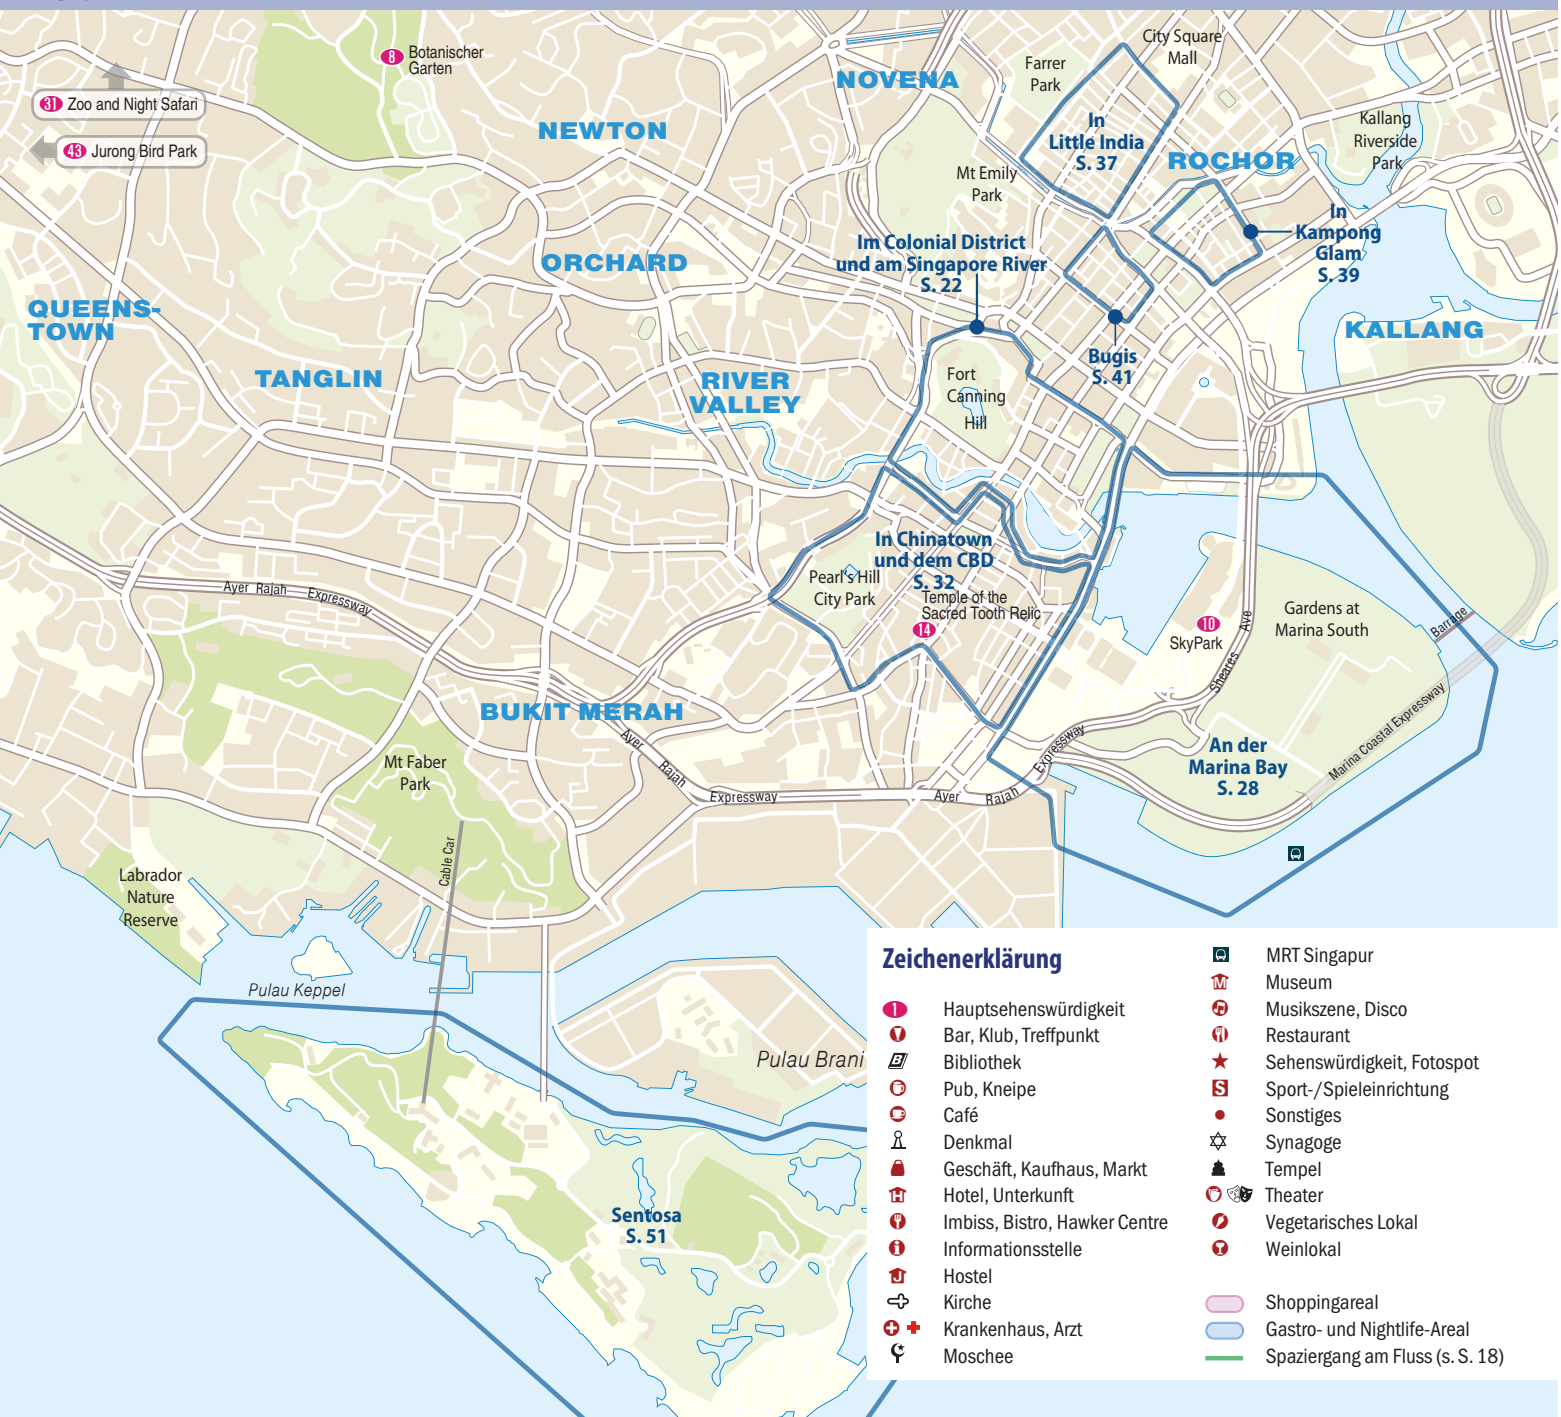 8 Botanischer
Garten
31 Zoo and Night Safari
43 Jurong Bird Park
NOVENA
NEWTON
ORCHARD
QUEENS-
TOWN
TANGLIN
RIVER
VALLEY
Farrer
Park
City Square
Mall
In
Little India
S. 37
ROCHOR
Kallang
Riverside
Park
Mt Emily
Park
In
Kampong
Glam
S. 39
Im Colonial District
und am Singapore River
S. 22
KALLANG
Bugis
S. 41
Fort
Canning
Hill
In Chinatown
und dem CBD
S. 32
Pearl's Hill
City Park
Temple of the
Sacred Tooth Relic
14
10
SkyPark
Gardens at
Marina South
Barrage
Sheares Ave
Marina Coastal Expressway
An der
Marina Bay
S. 28
Ayer Rajah Expressway
BUKIT MERAH
Ayer Rajah Expressway
Ayer Rajah Expressway
Mt Faber
Park
Cable Car
Labrador
Nature
Reserve
Pulau Keppel
Pulau Brani
Sentosa
S. 51
Zeichenerklärung
1 Hauptsehenswürdigkeit
Bar, Klub, Treffpunkt
B Bibliothek
Pub, Kneipe
Café
Denkmal
Geschäft, Kaufhaus, Markt
H Hotel, Unterkunft
Imbiss, Bistro, Hawker Centre
i Informationsstelle
J Hostel
Kirche
Krankenhaus, Arzt
Moschee
MRT Singapur
M Museum
Musikszene, Disco
Restaurant
Sehenswürdigkeit, Fotospot
S Sport-/Spieleinrichtung
Sonstiges
Synagoge
Tempel
Theater
Vegetarisches Lokal
Weinlokal
Shoppingareal
Gastro- und Nightlife-Areal
Spaziergang am Fluss (s. S. 18)